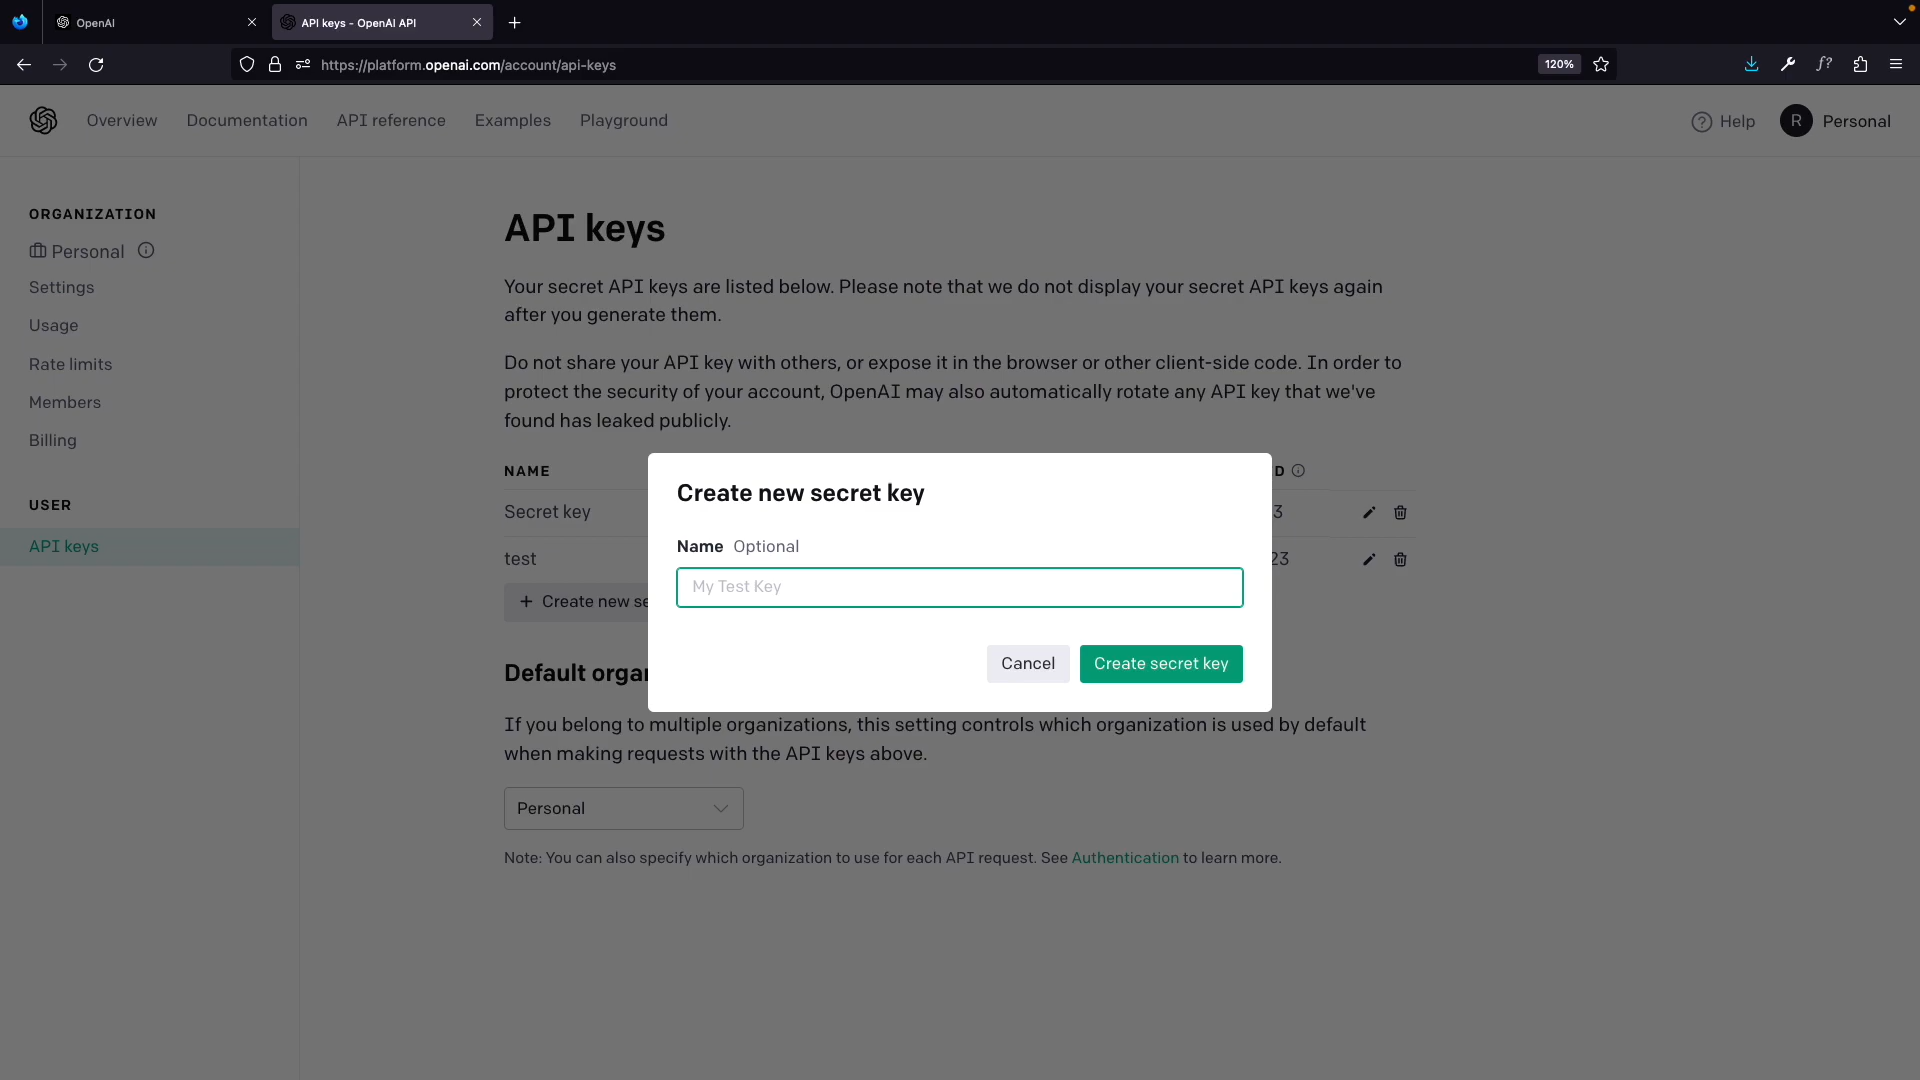 OpenAI
API keys - OpenAI API
https://platform.openai.com/account/api-keys
120%
Overview
Documentation
API reference
Examples
Playground
Help
R
Personal
ORGANIZATION
Personal
Settings
Usage
Rate limits
Members
Billing
USER
API keys
API keys
Your secret API keys are listed below. Please note that we do not display your secret API keys again
after you generate them.
Do not share your API key with others, or expose it in the browser or other client-side code. In order to
protect the security of your account, OpenAI may also automatically rotate any API key that we've
found has leaked publicly.
NAME
D
Secret key
3
test
23
+ Create new se
Create new secret key
Name Optional
My Test Key
Cancel
Create secret key
Default organ
If you belong to multiple organizations, this setting controls which organization is used by default
when making requests with the API keys above.
Personal
Note: You can also specify which organization to use for each API request. See Authentication to learn more.